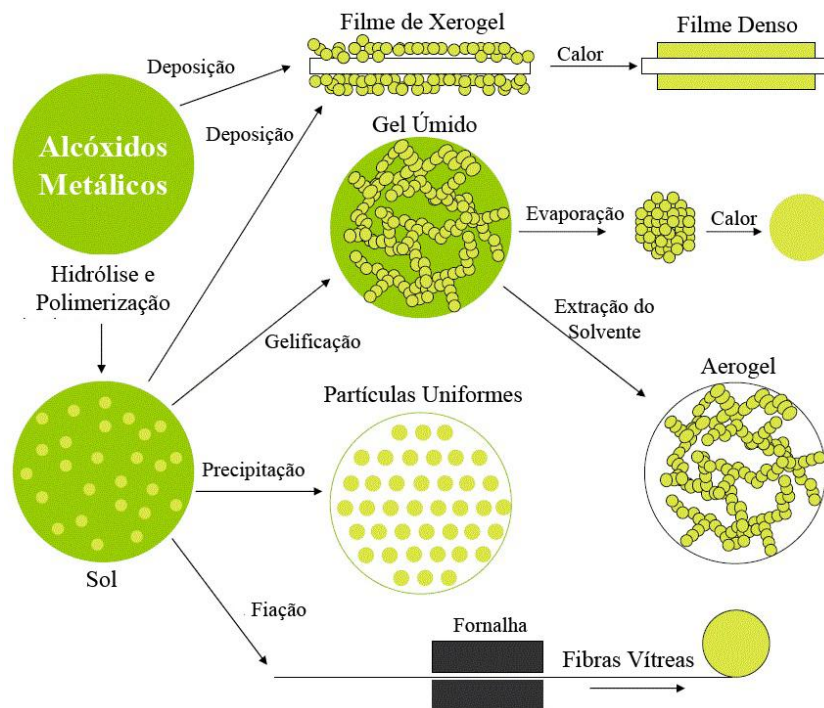 Filme de Xerogel
Filme Denso
Deposição
Calor
Alcóxidos
Metálicos
Deposição
Gel Úmido
Evaporação
Calor
Hidrólise e
Polimerização
Gelificação
Extração do
Solvente
Aerogel
Partículas Uniformes
Precipitação
Sol
Fiação
Fornalha
Fibras Vítreas